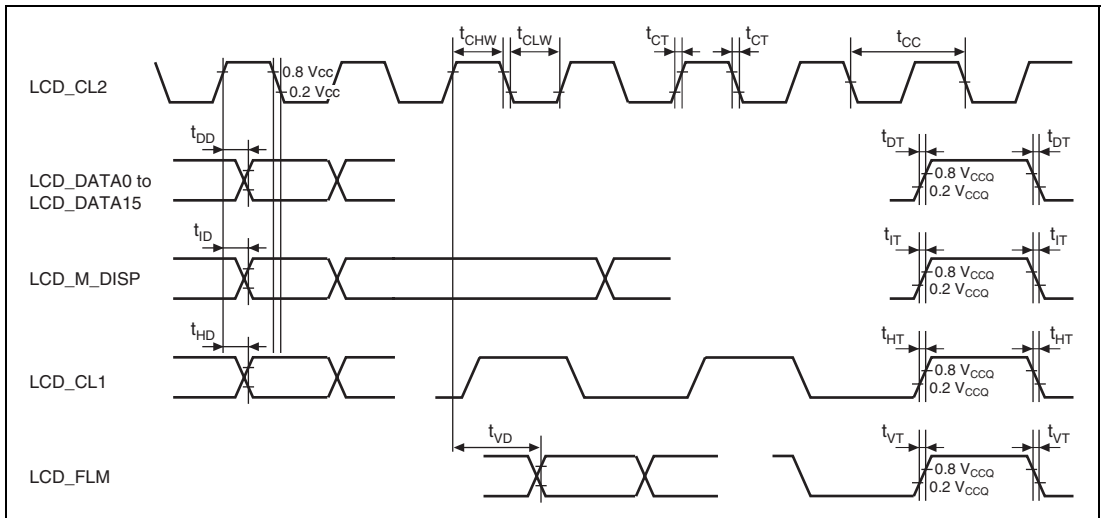 tCHW tCLW tCT tCT tCC
LCD_CL2
0.8 Vcc
0.2 Vcc
tDD
LCD_DATA0 to
LCD_DATA15
tDT tDT
0.8 VCCQ
0.2 VCCQ
tID
LCD_M_DISP
tIT tIT
0.8 VCCQ
0.2 VCCQ
tHD
LCD_CL1
tHT tHT
0.8 VCCQ
0.2 VCCQ
tVD
LCD_FLM
tVT tVT
0.8 VCCQ
0.2 VCCQ